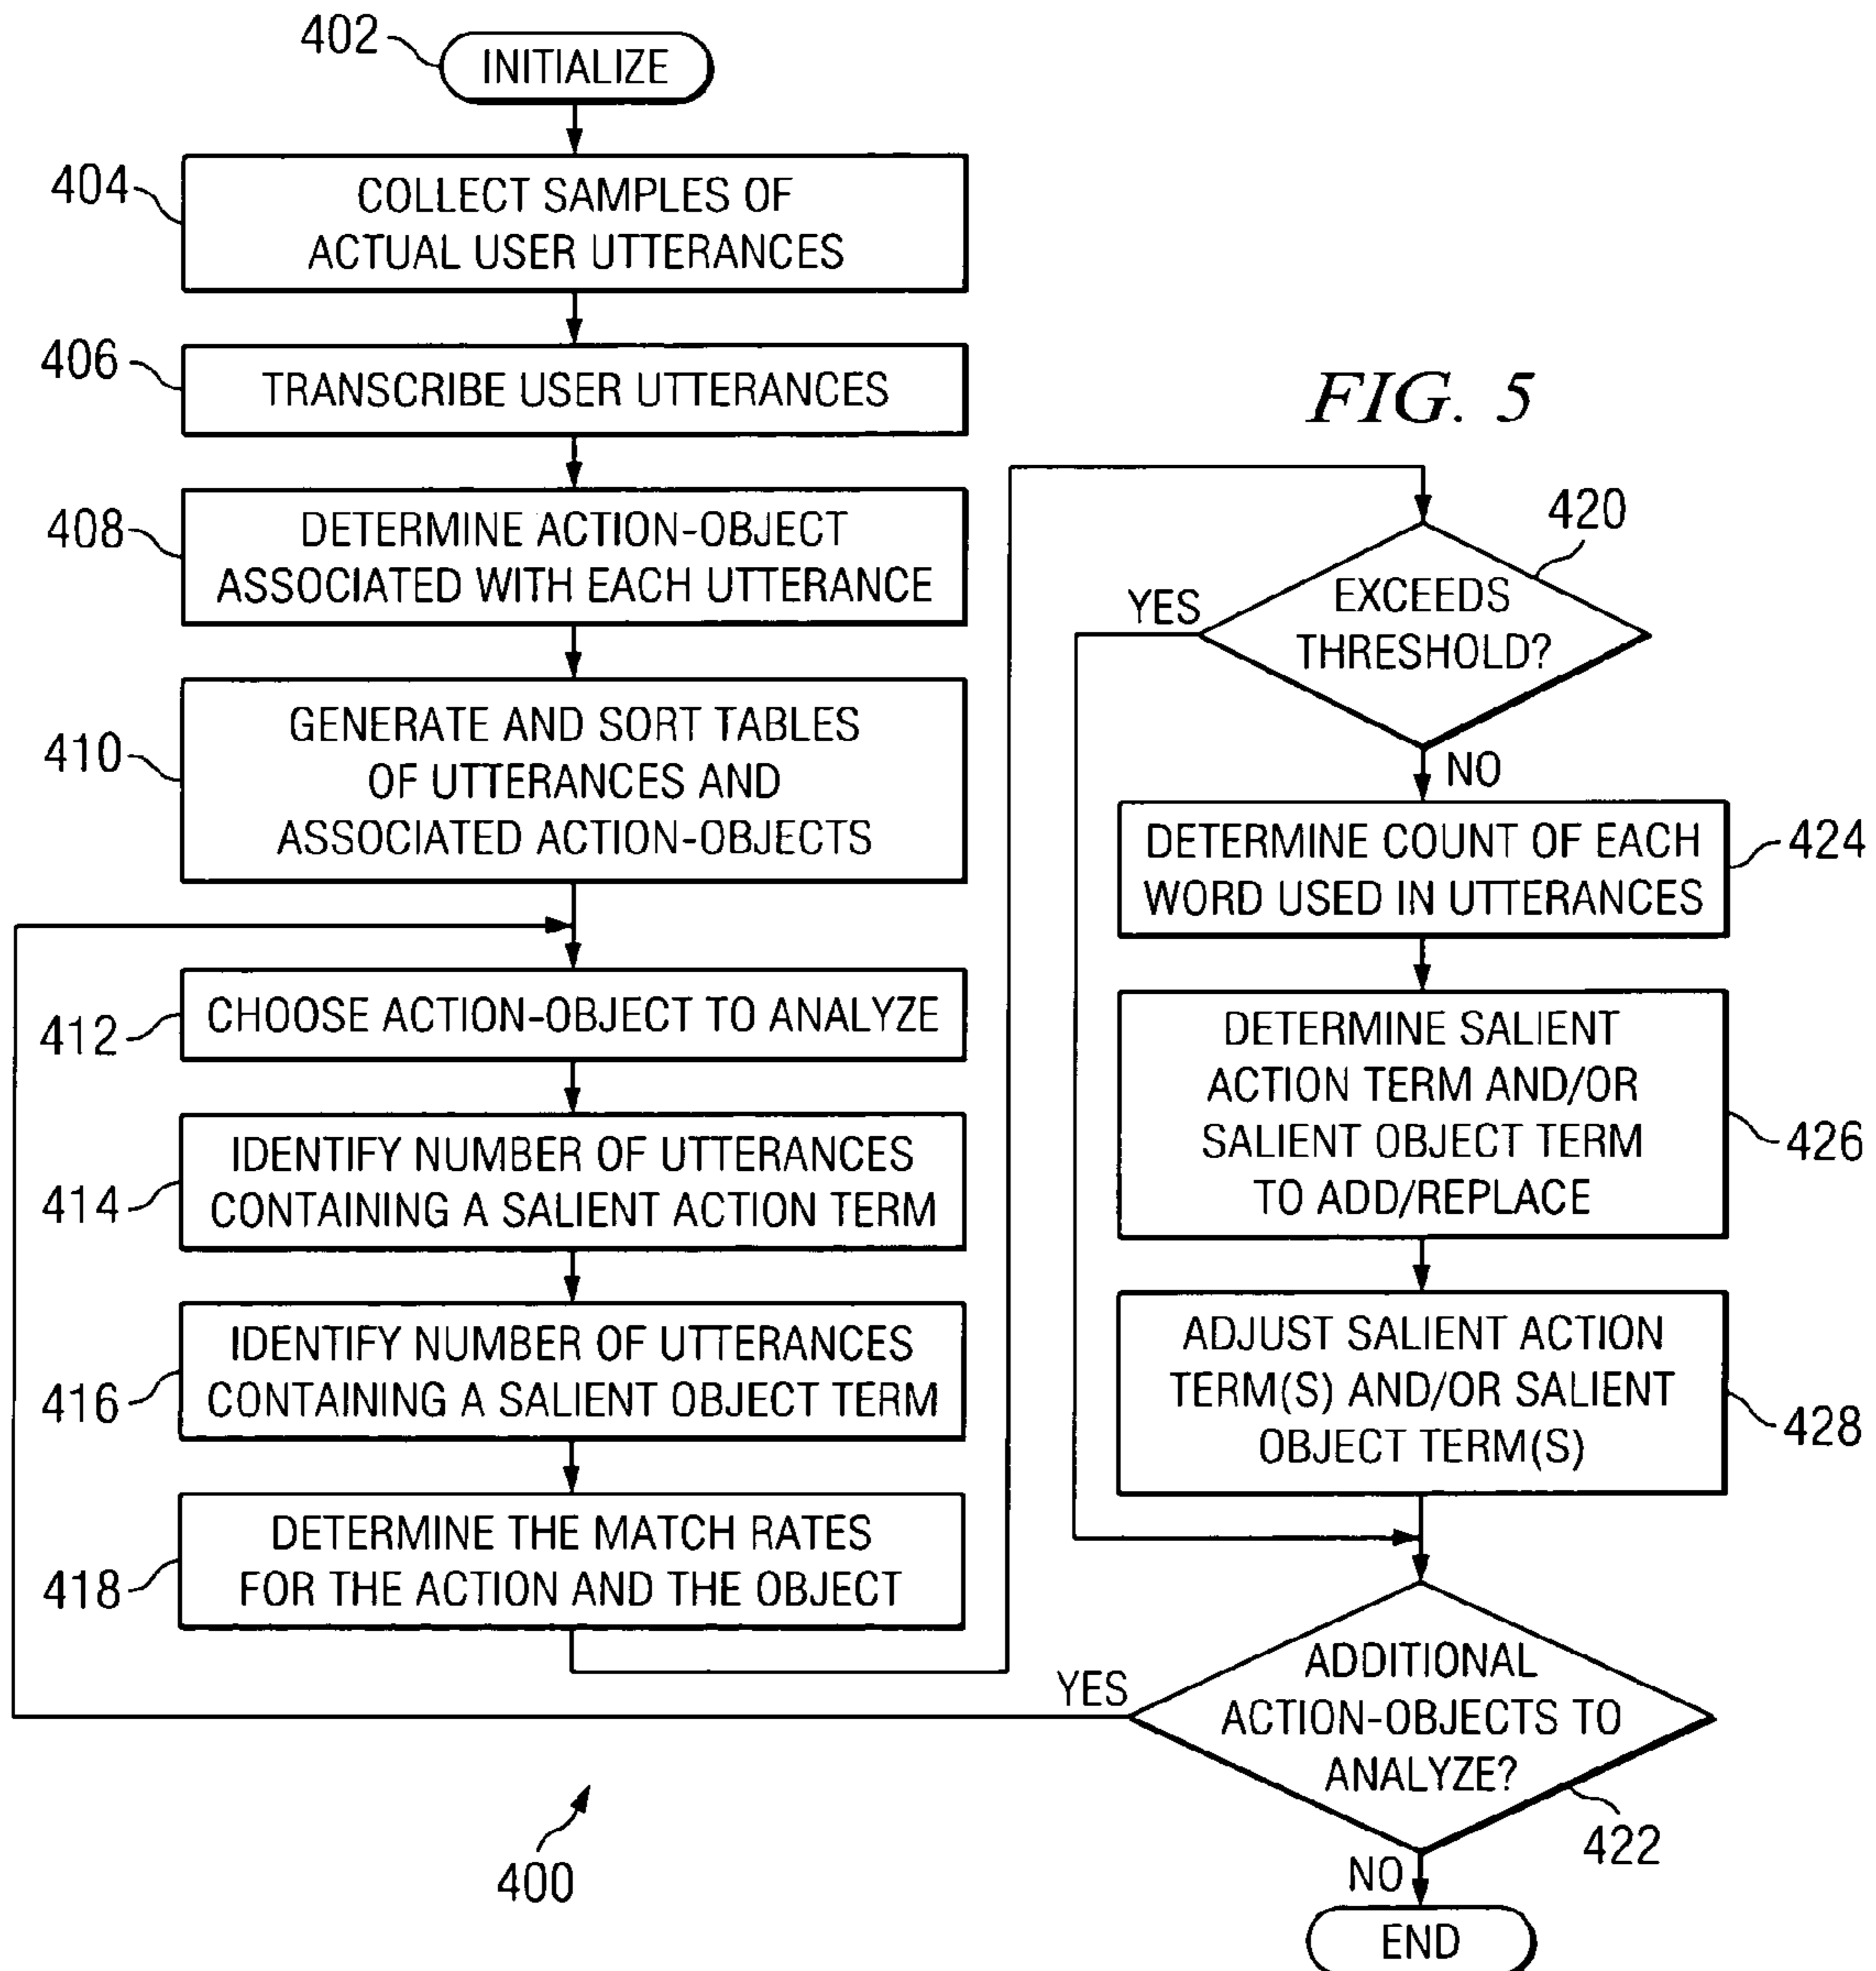 402
INITIALIZE
404
COLLECT SAMPLES OF
ACTUAL USER UTTERANCES
406
TRANSCRIBE USER UTTERANCES
408
DETERMINE ACTION-OBJECT
ASSOCIATED WITH EACH UTTERANCE
410
GENERATE AND SORT TABLES
OF UTTERANCES AND
ASSOCIATED ACTION-OBJECTS
412
CHOOSE ACTION-OBJECT TO ANALYZE
414
IDENTIFY NUMBER OF UTTERANCES
CONTAINING A SALIENT ACTION TERM
416
IDENTIFY NUMBER OF UTTERANCES
CONTAINING A SALIENT OBJECT TERM
418
DETERMINE THE MATCH RATES
FOR THE ACTION AND THE OBJECT
400
FIG. 5
420
EXCEEDS
THRESHOLD?
YES
NO
424
DETERMINE COUNT OF EACH
WORD USED IN UTTERANCES
DETERMINE SALIENT
ACTION TERM AND/OR
SALIENT OBJECT TERM
TO ADD/REPLACE
426
ADJUST SALIENT ACTION
TERM(S) AND/OR SALIENT
OBJECT TERM(S)
428
YES
ADDITIONAL
ACTION-OBJECTS TO
ANALYZE?
422
NO
END